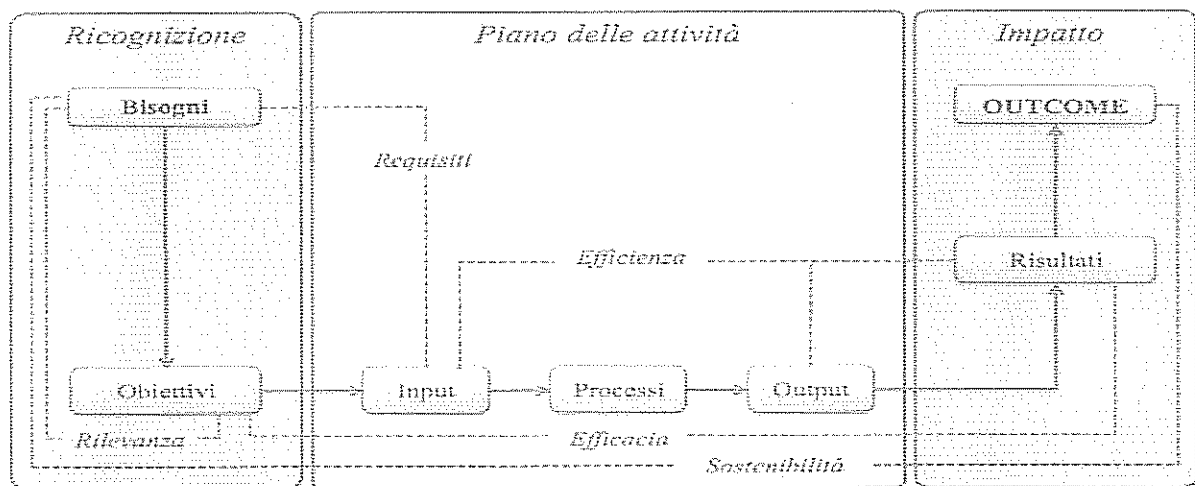 Ricognizione
Piano delle attività
Impatto
Bisogni
OUTCOME
Requisiti
Efficienza
Risultati
Obiettivi
Input
Processi
Output
Rilevanza
Efficacia
Sostenibilità